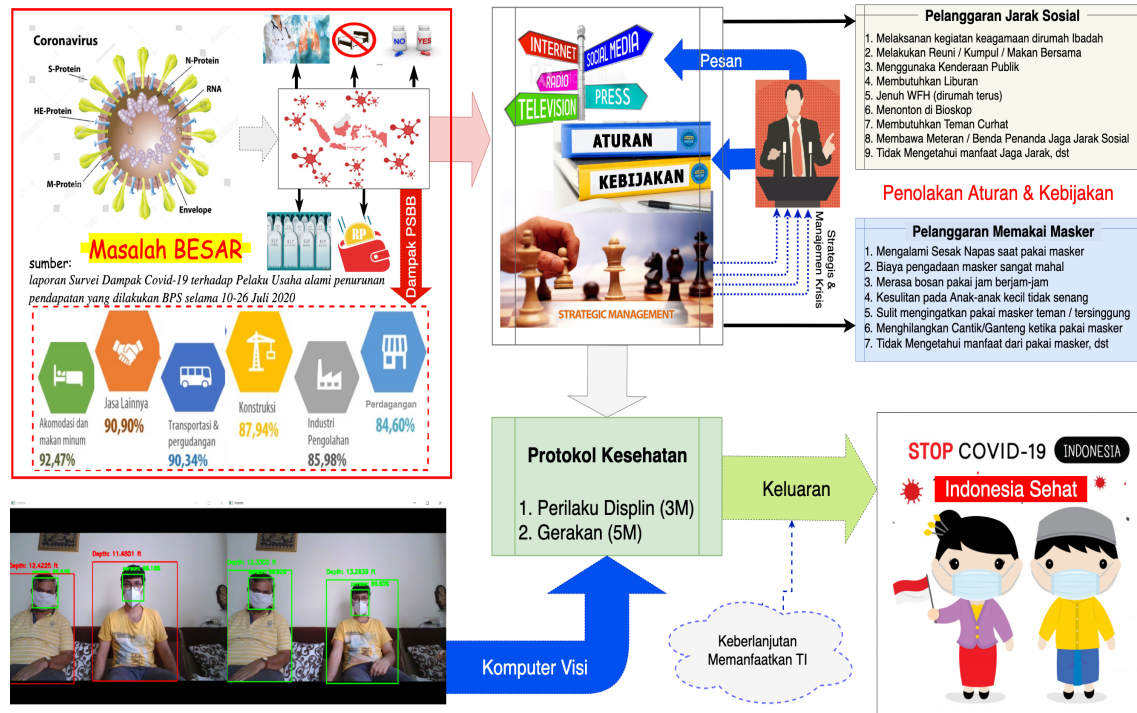 Coronavirus
S-Protein
N-Protein
RNA
HE-Protein
M-Protein
Envelope
NO
YES
RP
Masalah BESAR
Dampak PSBB
sumber:
laporan Survei Dampak Covid-19 terhadap Pelaku Usaha alami penurunan
pendapatan yang dilakukan BPS selama 10-26 Juli 2020
Akomodasi dan
makan minum
92,47%
Jasa Lainnya
90,90%
Transportasi &
pergudangan
90,34%
Konstruksi
87,94%
Industri
Pengolahan
85,98%
Perdagangan
84,60%
INTERNET
SOCIAL MEDIA
RADIO
TELEVISION
PRESS
ATURAN
KEBIJAKAN
STRATEGIC MANAGEMENT
Pesan
Strategis &
Manajemen Krisis
Pelanggaran Jarak Sosial
1. Melaksanan kegiatan keagamaan dirumah Ibadah
2. Melakukan Reuni / Kumpul / Makan Bersama
3. Menggunaka Kenderaan Publik
4. Membutuhkan Liburan
5. Jenuh WFH (dirumah terus)
6. Menonton di Bioskop
7. Membutuhkan Teman Curhat
8. Membawa Meteran / Benda Penanda Jaga Jarak Sosial
9. Tidak Mengetahui manfaat Jaga Jarak, dst
Penolakan Aturan & Kebijakan
Pelanggaran Memakai Masker
1. Mengalami Sesak Napas saat pakai masker
2. Biaya pengadaan masker sangat mahal
3. Merasa bosan pakai jam berjam-jam
4. Kesulitan pada Anak-anak kecil tidak senang
5. Sulit mengingatkan pakai masker teman / tersinggung
6. Menghilangkan Cantik/Ganteng ketika pakai masker
7. Tidak Mengetahui manfaat dari pakai masker, dst
Protokol Kesehatan
1. Perilaku Displin (3M)
2. Gerakan (5M)
Keluaran
Keberlanjutan
Memanfaatkan TI
Komputer Visi
Depth: 12.4225 ft
Depth: 11.4801 ft
Depth: 13.2639 ft
STOP COVID-19 INDONESIA
Indonesia Sehat